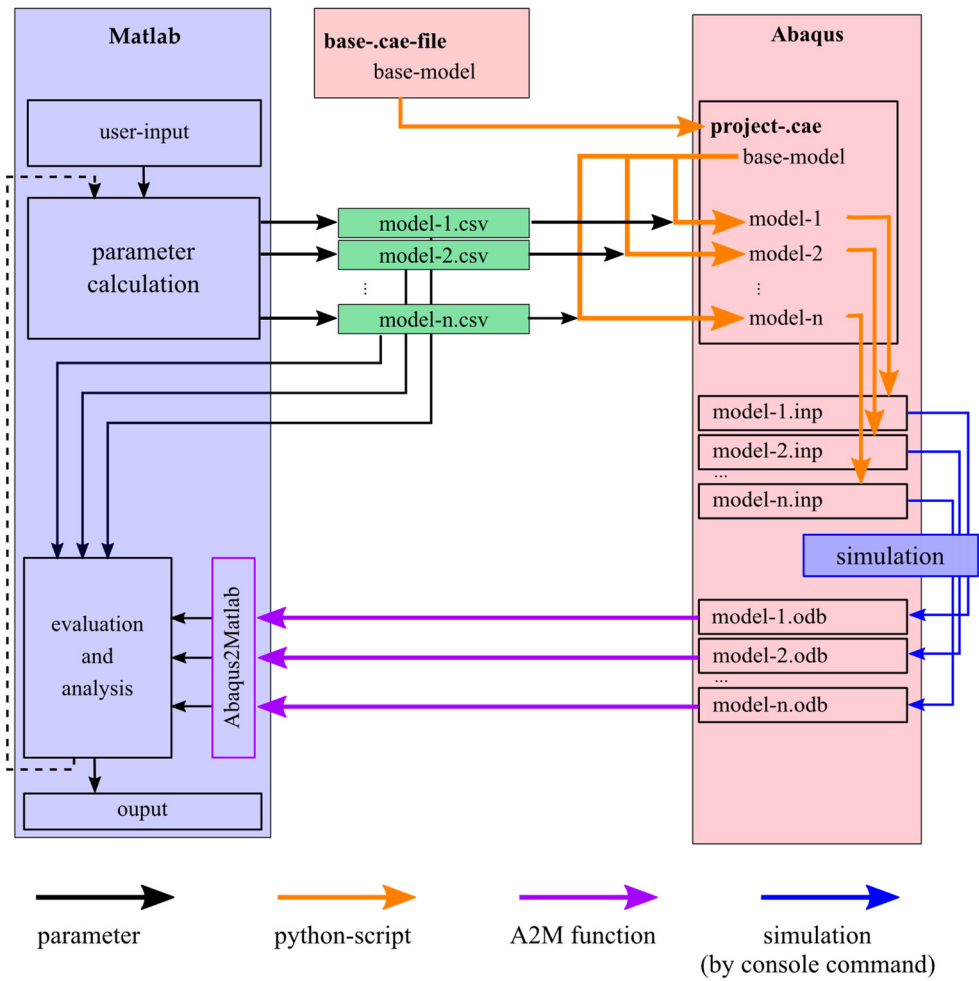 Matlab
base-.cae-file
base-model
Abaqus
user-input
project-.cae
base-model
parameter
calculation
model-1.csv
model-2.csv
...
model-n.csv
model-1
model-2
...
model-n
model-1.inp
model-2.inp
...
model-n.inp
simulation
evaluation
and
analysis
Abaqus2Matlab
model-1.odb
model-2.odb
...
model-n.odb
ouput
parameter
python-script
A2M function
simulation
(by console command)